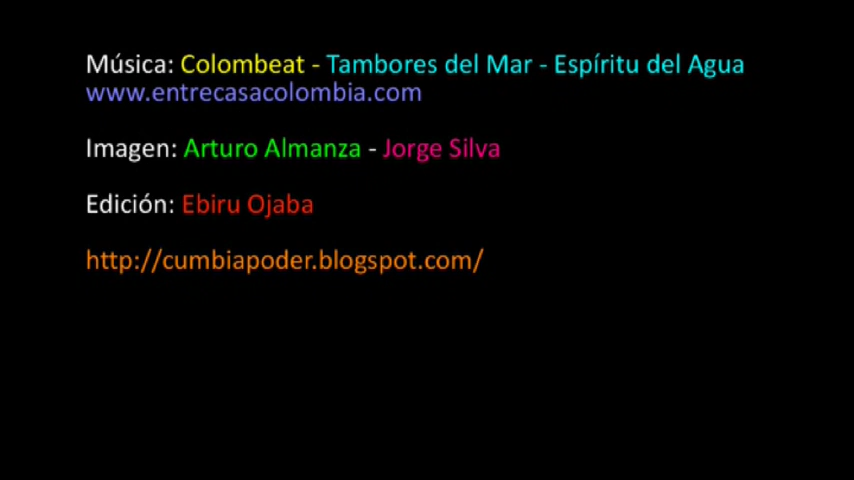 Música: Colombeat - Tambores del Mar - Espíritu del Agua
www.entrecasacolombia.com
Imagen: Arturo Almanza - Jorge Silva
Edición: Ebiru Ojaba
http://cumbiapoder.blogspot.com/